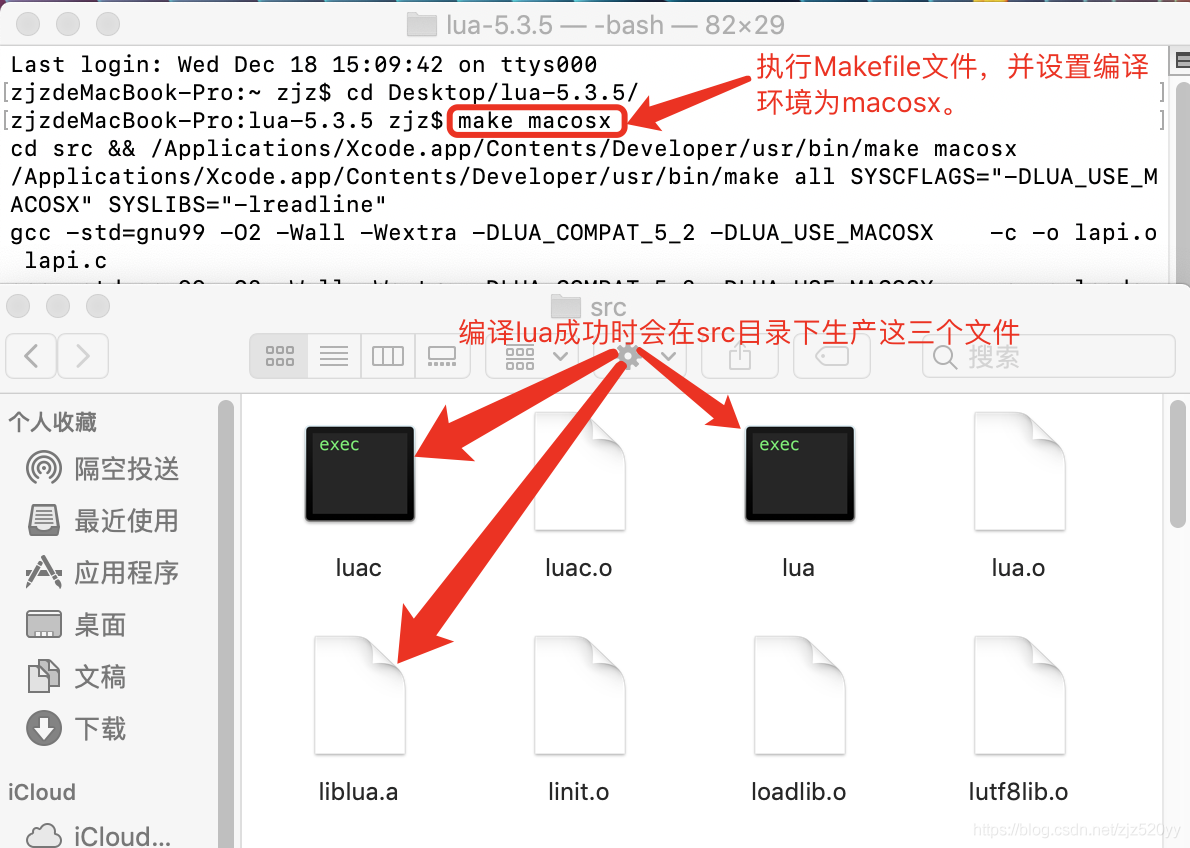 lua-5.3.5 — -bash — 82×29
Last login: Wed Dec 18 15:09:42 on ttys000
[zjzdeMacBook-Pro:~ zjz$ cd Desktop/lua-5.3.5/ ]
[zjzdeMacBook-Pro:lua-5.3.5 zjz$ make macosx ]
执行Makefile文件，并设置编译
环境为macosx。
cd src && /Applications/Xcode.app/Contents/Developer/usr/bin/make macosx
/Applications/Xcode.app/Contents/Developer/usr/bin/make all SYSCFLAGS="-DLUA_USE_M
ACOSX" SYSLIBS="-lreadline"
gcc -std=gnu99 -O2 -Wall -Wextra -DLUA_COMPAT_5_2 -DLUA_USE_MACOSX    -c -o lapi.o
 lapi.c
src
编译lua成功时会在src目录下生产这三个文件
搜索
个人收藏
隔空投送
最近使用
应用程序
桌面
文稿
下载
iCloud
iCloud...
exec
exec
luac
luac.o
lua
lua.o
liblua.a
linit.o
loadlib.o
lutf8lib.o
https://blog.csdn.net/zjz520yy